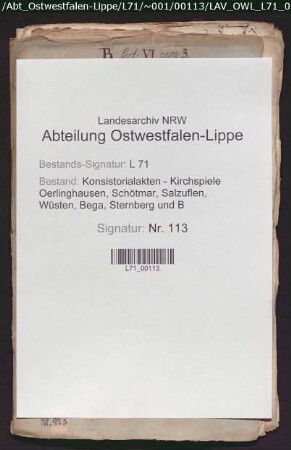 /Abt_Ostwestfalen-Lippe/L71/~001/00113/LAV_OWL_L71_0
Landesarchiv NRW
Abteilung Ostwestfalen-Lippe
Bestands-Signatur: L 71
Bestand: Konsistorialakten - Kirchspiele
Oerlinghausen, Schötmar, Salzuflen,
Wüsten, Bega, Sternberg und B
Signatur: Nr. 113
L71_00113